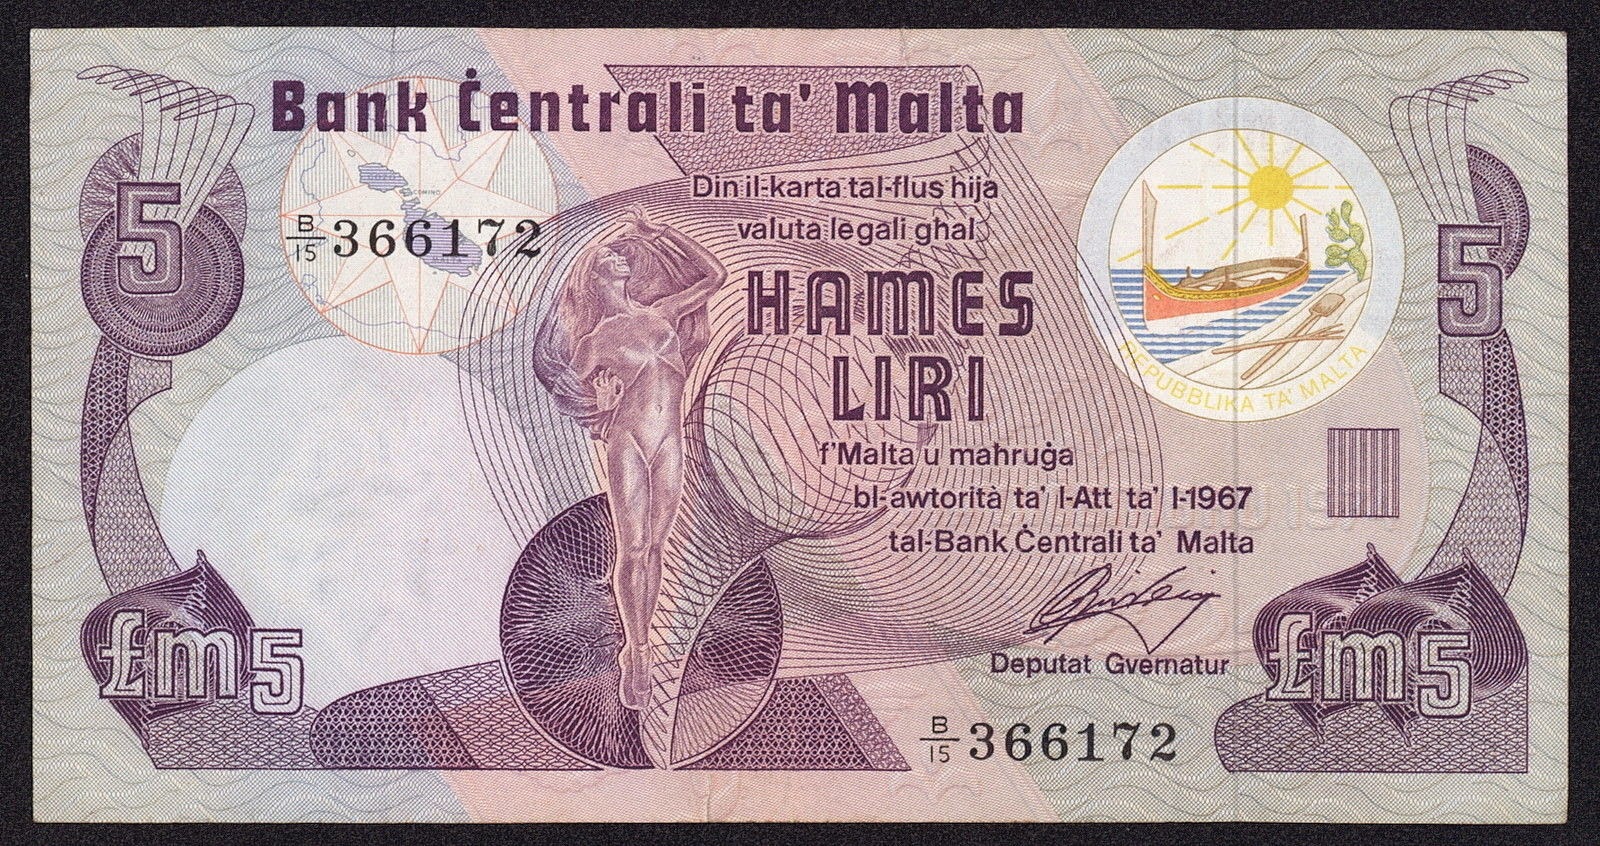 Bank Ċentrali ta' Malta
5
COMINO
B/15 366172
Din il-karta tal-flus hija
valuta legali għal
ĦAMES
LIRI
f'Malta u maħruġa
bl-awtorità ta' l-Att ta' l-1967
tal-Bank Ċentrali ta' Malta
Deputat Gvernatur
REPUBBLIKA TA' MALTA
5
£m5
£m5
B/15 366172